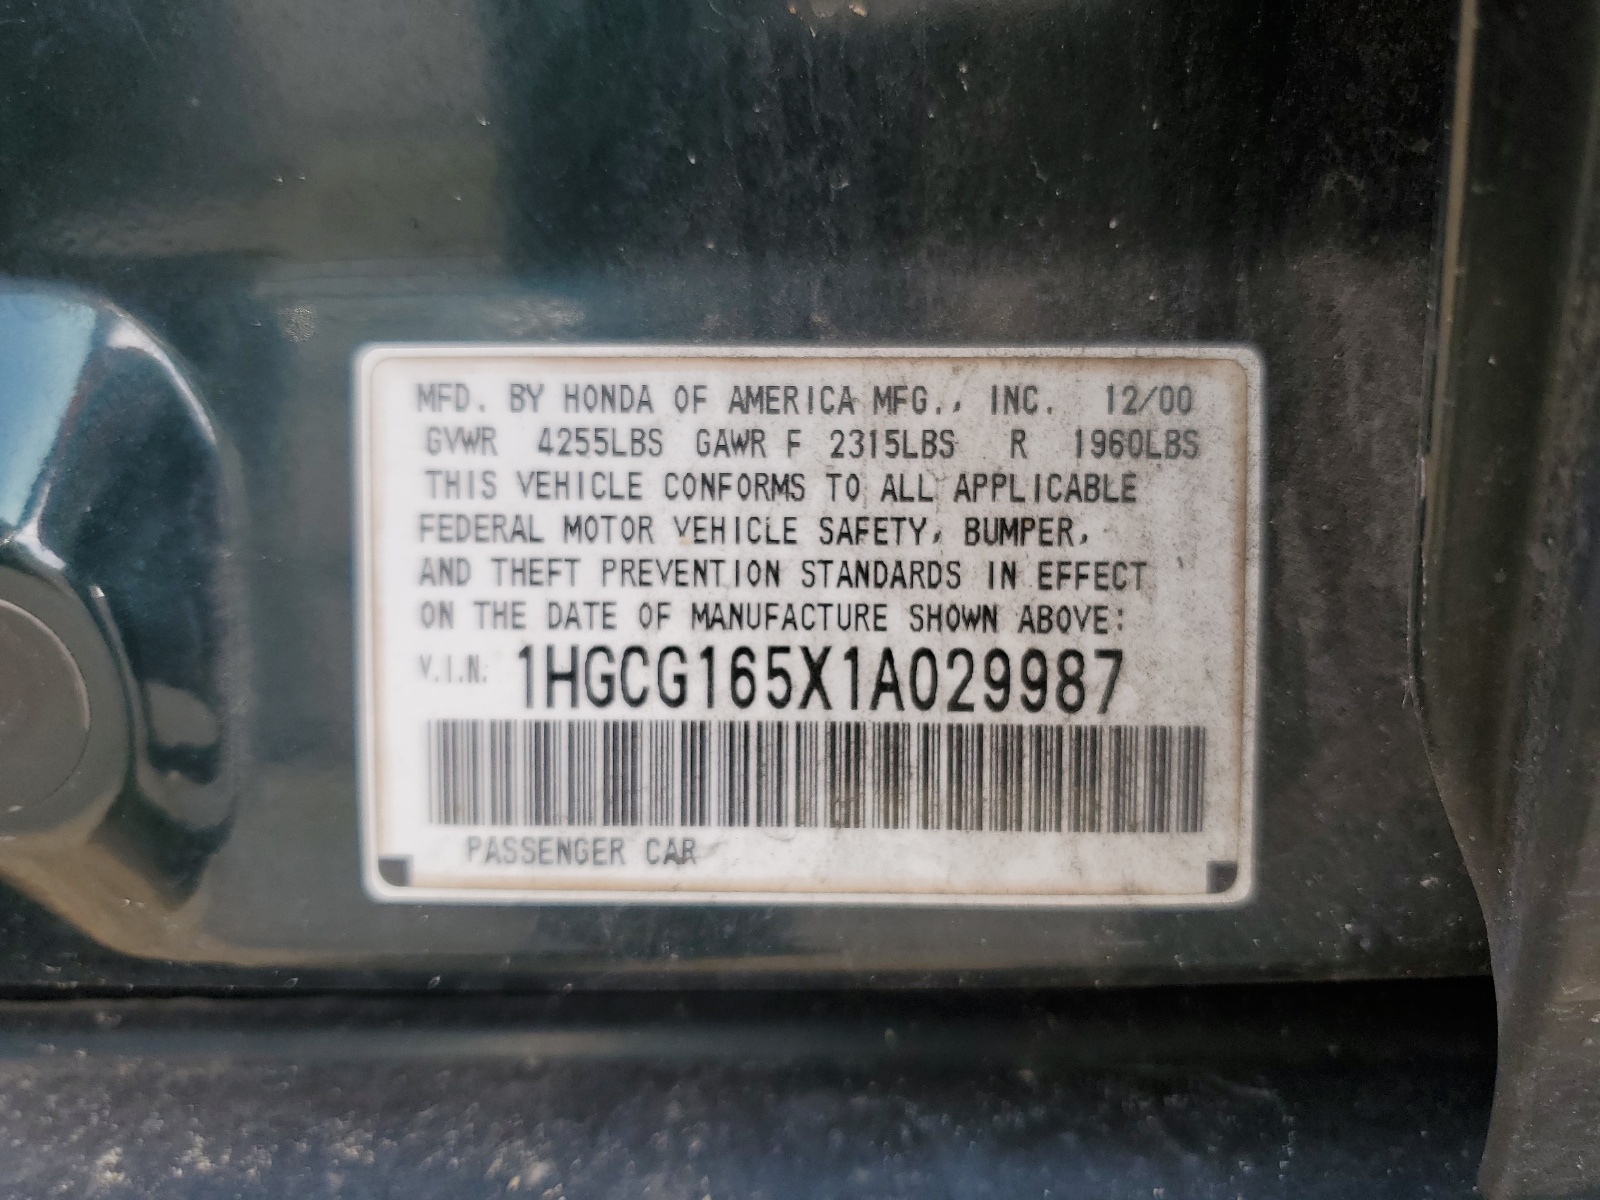 MFD. BY HONDA OF AMERICA MFG., INC. 12/00
GVWR 4255LBS GAWR F 2315LBS R 1960LBS
THIS VEHICLE CONFORMS TO ALL APPLICABLE
FEDERAL MOTOR VEHICLE SAFETY, BUMPER,
AND THEFT PREVENTION STANDARDS IN EFFECT
ON THE DATE OF MANUFACTURE SHOWN ABOVE:
V.I.N: 1HGCG165X1A029987
PASSENGER CAR